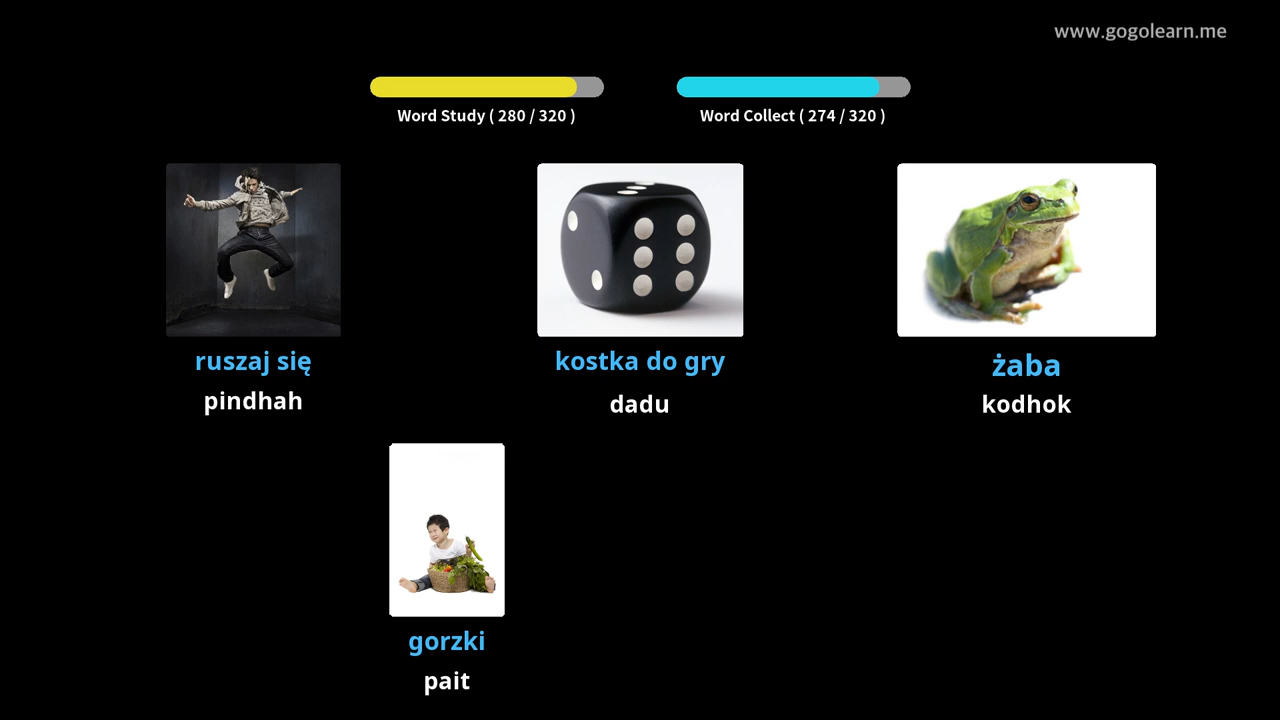 www.gogolearn.me
Word Study ( 280 / 320 )
Word Collect ( 274 / 320 )
ruszaj się
pindhah
kostka do gry
dadu
żaba
kodhok
gorzki
pait